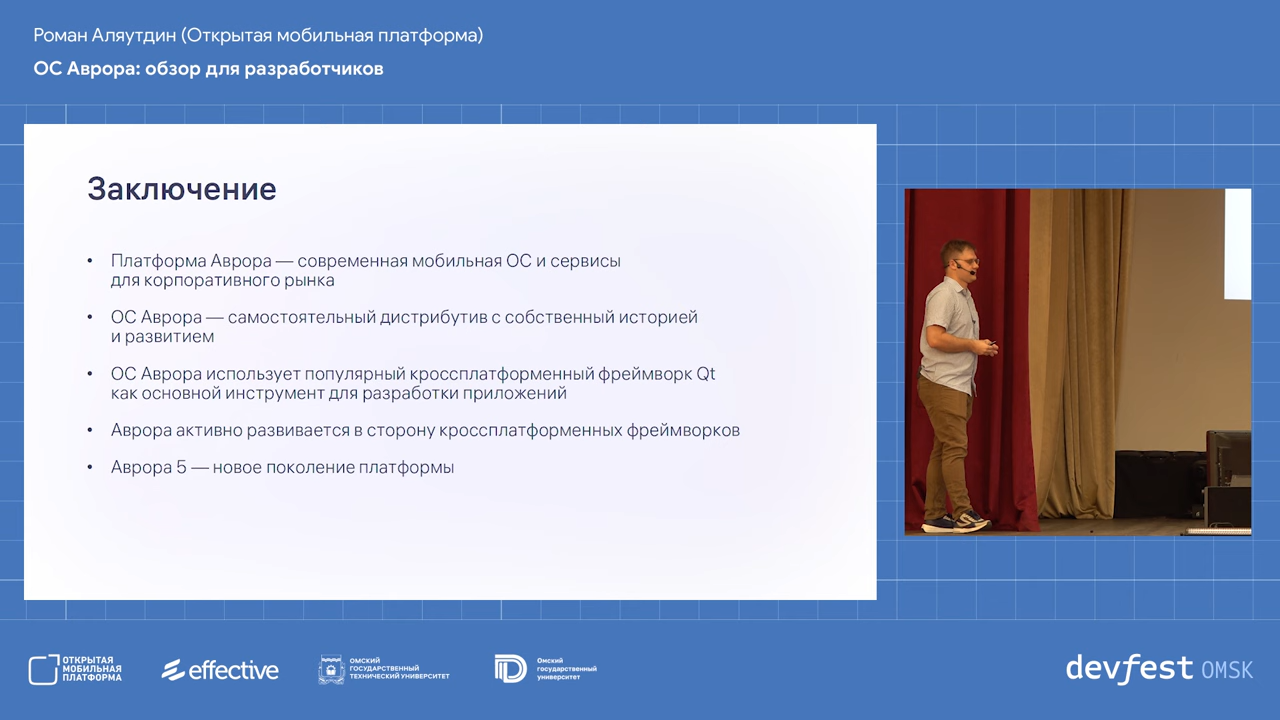 Роман Аляутдин (Открытая мобильная платформа)
ОС Аврора: обзор для разработчиков
Заключение
• Платформа Аврора — современная мобильная ОС и сервисы
для корпоративного рынка
• ОС Аврора — самостоятельный дистрибутив с собственный историей
и развитием
• ОС Аврора использует популярный кроссплатформенный фреймворк Qt
как основной инструмент для разработки приложений
• Аврора активно развивается в сторону кроссплатформенных фреймворков
• Аврора 5 — новое поколение платформы
ОТКРЫТАЯ
МОБИЛЬНАЯ
ПЛАТФОРМА
effective
ОМСКИЙ
ГОСУДАРСТВЕННЫЙ
ТЕХНИЧЕСКИЙ УНИВЕРСИТЕТ
Омский
государственный
университет
devfest OMSK